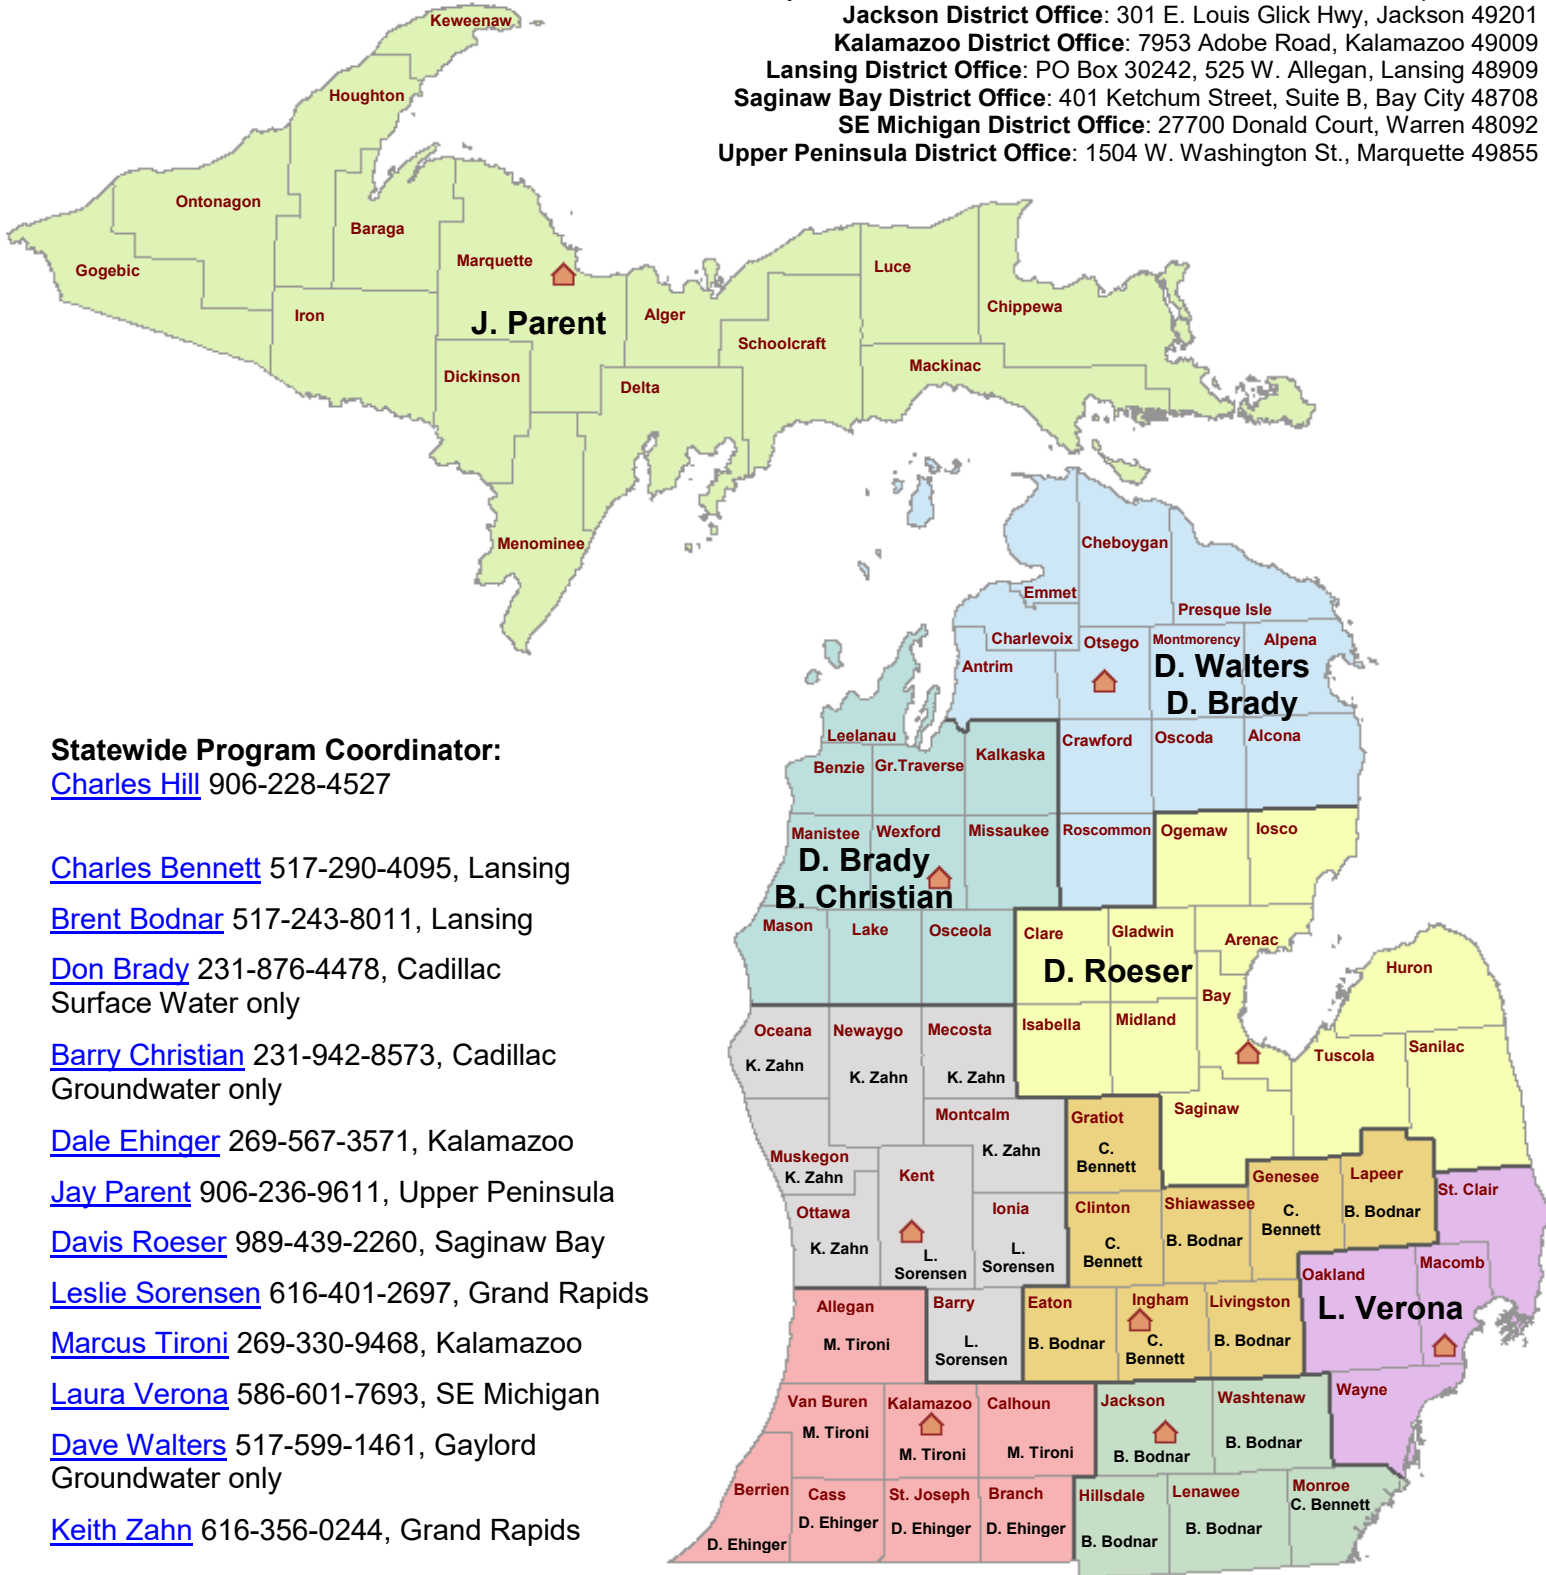 Jackson District Office: 301 E. Louis Glick Hwy, Jackson 49201
Kalamazoo District Office: 7953 Adobe Road, Kalamazoo 49009
Lansing District Office: PO Box 30242, 525 W. Allegan, Lansing 48909
Saginaw Bay District Office: 401 Ketchum Street, Suite B, Bay City 48708
SE Michigan District Office: 27700 Donald Court, Warren 48092
Upper Peninsula District Office: 1504 W. Washington St., Marquette 49855
Keweenaw
Houghton
Ontonagon
Baraga
Gogebic
Marquette
Iron
J. Parent
Alger
Luce
Chippewa
Schoolcraft
Mackinac
Dickinson
Delta
Menominee
Cheboygan
Emmet
Presque Isle
Charlevoix
Otsego
Montmorency
Alpena
Antrim
D. Walters
D. Brady
Leelanau
Benzie
Gr.Traverse
Kalkaska
Crawford
Oscoda
Alcona
Manistee
Wexford
Missaukee
Roscommon
Ogemaw
Iosco
D. Brady
B. Christian
Mason
Lake
Osceola
Clare
Gladwin
Arenac
D. Roeser
Bay
Huron
Isabella
Midland
Tuscola
Sanilac
Saginaw
Oceana
K. Zahn
Newaygo
K. Zahn
Mecosta
K. Zahn
Montcalm
K. Zahn
Muskegon
K. Zahn
Kent
L.
Sorensen
Ottawa
K. Zahn
Ionia
L.
Sorensen
Gratiot
C.
Bennett
Clinton
C.
Bennett
Shiawassee
B. Bodnar
Genesee
C.
Bennett
Lapeer
B. Bodnar
St. Clair
Macomb
Oakland
L. Verona
Wayne
Allegan
M. Tironi
Barry
L.
Sorensen
Eaton
B. Bodnar
Ingham
C.
Bennett
Livingston
B. Bodnar
Van Buren
M. Tironi
Kalamazoo
M. Tironi
Calhoun
M. Tironi
Jackson
B. Bodnar
Washtenaw
B. Bodnar
Berrien
D. Ehinger
Cass
D. Ehinger
St. Joseph
D. Ehinger
Branch
D. Ehinger
Hillsdale
B. Bodnar
Lenawee
B. Bodnar
Monroe
C. Bennett
Statewide Program Coordinator:
Charles Hill 906-228-4527
Charles Bennett 517-290-4095, Lansing
Brent Bodnar 517-243-8011, Lansing
Don Brady 231-876-4478, Cadillac
Surface Water only
Barry Christian 231-942-8573, Cadillac
Groundwater only
Dale Ehinger 269-567-3571, Kalamazoo
Jay Parent 906-236-9611, Upper Peninsula
Davis Roeser 989-439-2260, Saginaw Bay
Leslie Sorensen 616-401-2697, Grand Rapids
Marcus Tironi 269-330-9468, Kalamazoo
Laura Verona 586-601-7693, SE Michigan
Dave Walters 517-599-1461, Gaylord
Groundwater only
Keith Zahn 616-356-0244, Grand Rapids